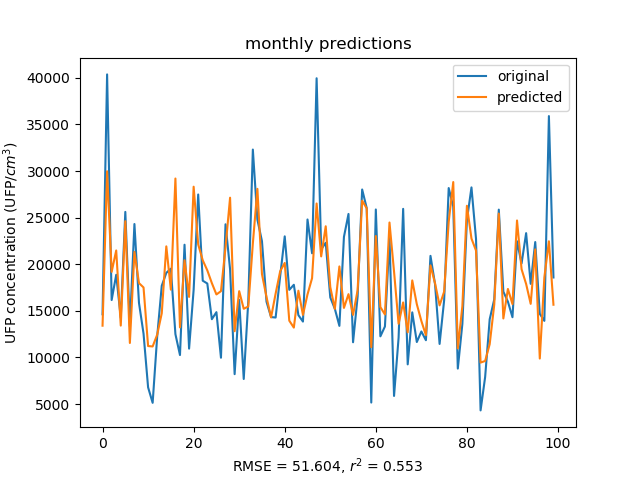 monthly predictions
original
predicted
40000
35000
30000
25000
20000
15000
10000
5000
UFP concentration (UFP/cm³)
0 20 40 60 80 100
RMSE = 51.604, r² = 0.553